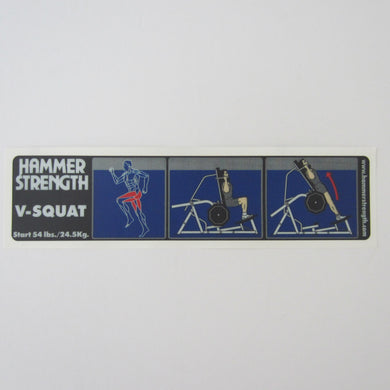 HAMMER
STRENGTH
V-SQUAT
Start 54 lbs./24.5Kg.
www.hammerstrength.com